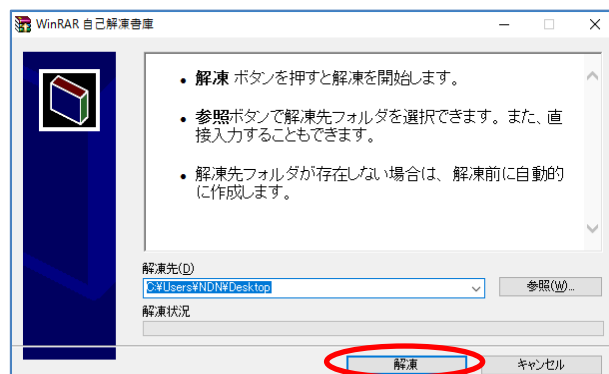 WinRAR 自己解凍書庫
• 解凍 ボタンを押すと解凍を開始します。
• 参照ボタンで解凍先フォルダを選択できます。また、直
接入力することもできます。
• 解凍先フォルダが存在しない場合は、解凍前に自動的
に作成します。
解凍先(D)
C:¥Users¥NDN¥Desktop
参照(W)...
解凍状況
解凍
キャンセル